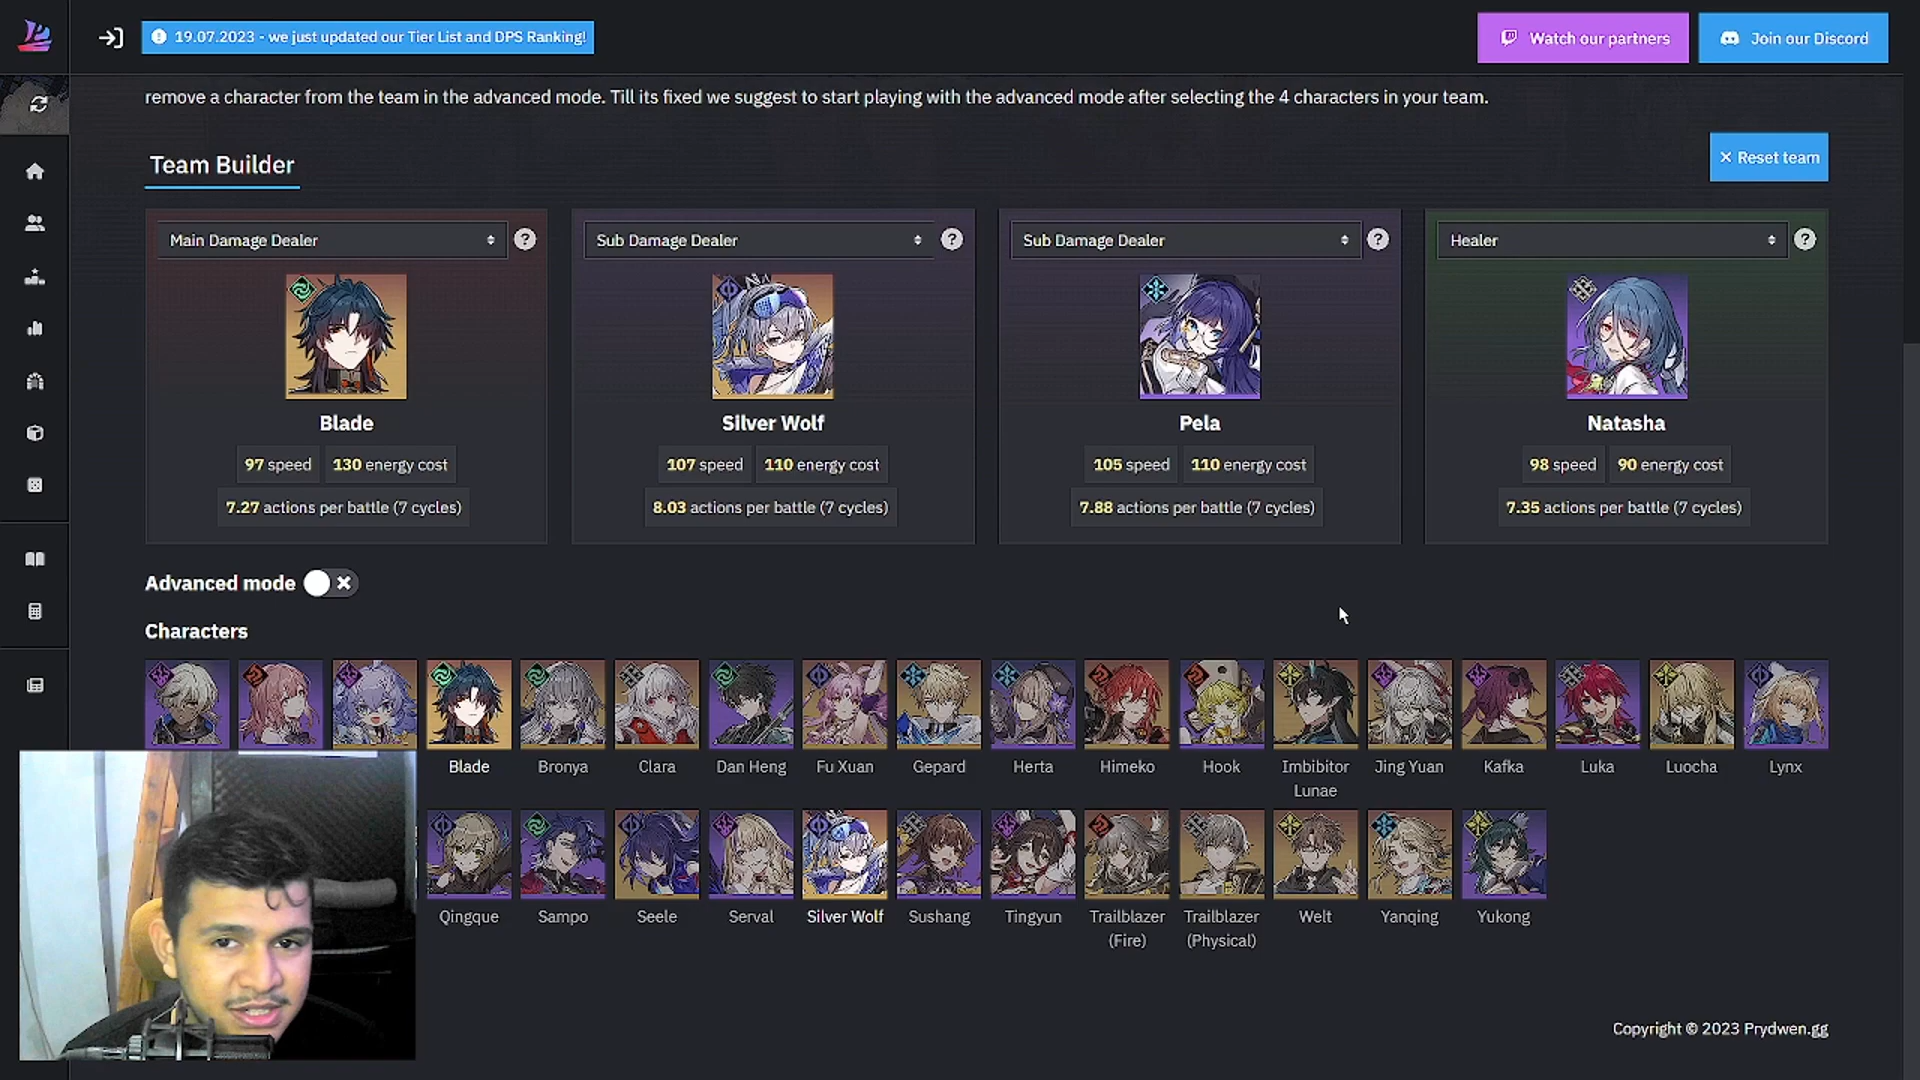 19.07.2023 - we just updated our Tier List and DPS Ranking!
Watch our partners
Join our Discord
remove a character from the team in the advanced mode. Till its fixed we suggest to start playing with the advanced mode after selecting the 4 characters in your team.
Team Builder
× Reset team
Main Damage Dealer
Sub Damage Dealer
Sub Damage Dealer
Healer
Blade
Silver Wolf
Pela
Natasha
97 speed
130 energy cost
107 speed
110 energy cost
105 speed
110 energy cost
98 speed
90 energy cost
7.27 actions per battle (7 cycles)
8.03 actions per battle (7 cycles)
7.88 actions per battle (7 cycles)
7.35 actions per battle (7 cycles)
Advanced mode
Characters
Blade
Bronya
Clara
Dan Heng
Fu Xuan
Gepard
Herta
Himeko
Hook
Imbibitor
Lunae
Jing Yuan
Kafka
Luka
Luocha
Lynx
Qingque
Sampo
Seele
Serval
Silver Wolf
Sushang
Tingyun
Trailblazer
(Fire)
Trailblazer
(Physical)
Welt
Yanqing
Yukong
Copyright © 2023 Prydwen.gg